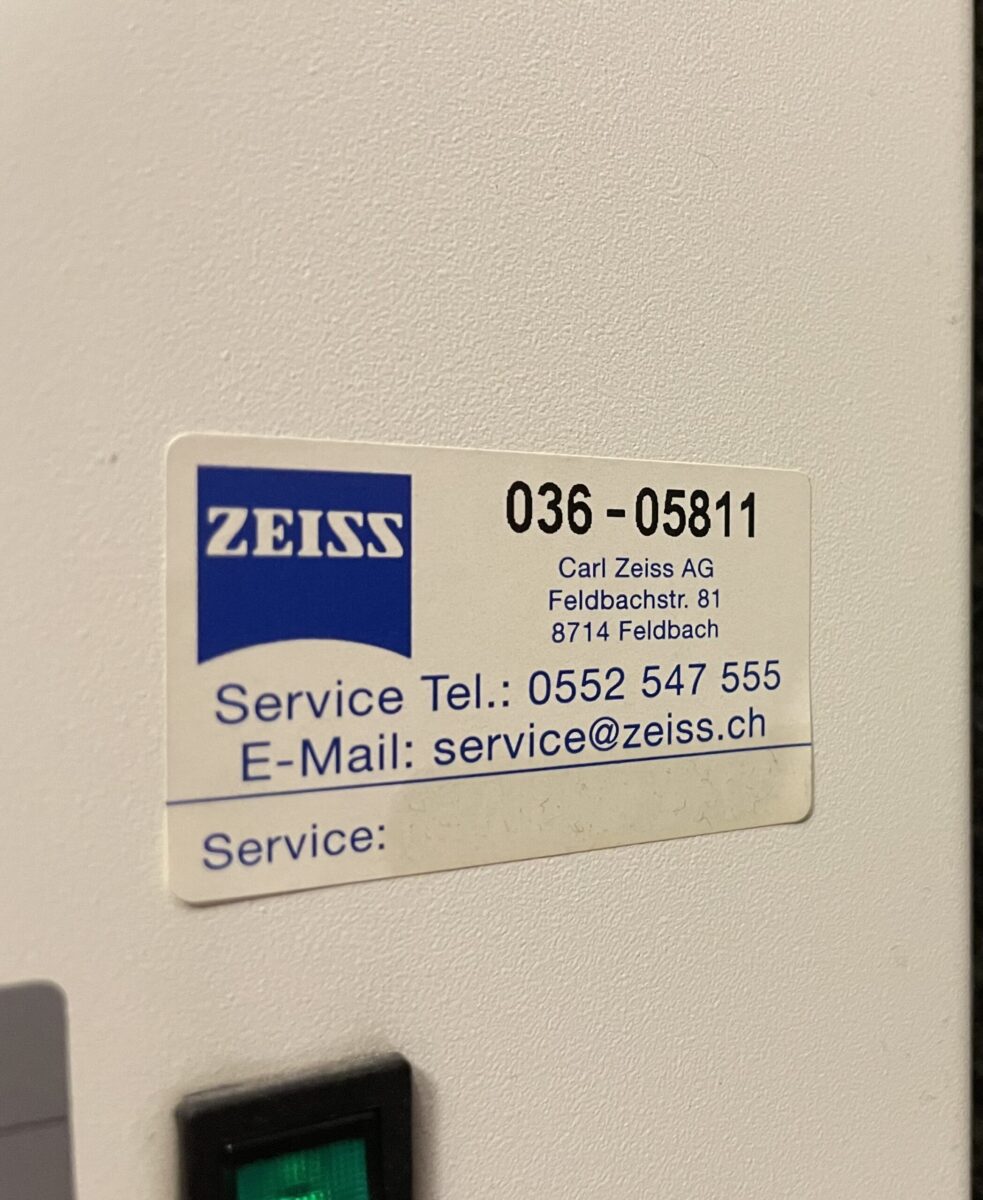 ZEISS
036 - 05811
Carl Zeiss AG
Feldbachstr. 81
8714 Feldbach
Service Tel.: 0552 547 555
E-Mail: service@zeiss.ch
Service: